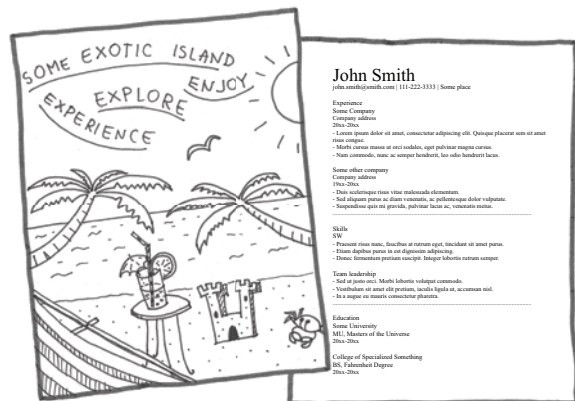 SOME EXOTIC ISLAND
ENJOY
EXPLORE
EXPERIENCE
John Smith
john.smith@smith.com | 111-222-3333 | Some place
Experience
Some Company
Company address
20xx-20xx
- Lorem ipsum dolor sit amet, consectetur adipiscing elit. Quisque placerat sem sit amet
risus congue.
- Morbi cursus massa ut orci sodales, eget pulvinar magna cursus.
- Nam commodo, nunc ac semper hendrerit, leo odio hendrerit lacus.
Some other company
Company address
19xx-20xx
- Duis scelerisque risus vitae malesuada elementum.
- Sed aliquam purus ac diam venenatis, ac pellentesque dolor vulputate.
- Suspendisse quis mi gravida, pulvinar lacus ac, venenatis metus.
Skills
SW
- Praesent risus nunc, faucibus at rutrum eget, tincidunt sit amet purus.
- Etiam dapibus purus in est dignissim adipiscing.
- Donec fermentum pretium suscipit. Integer lobortis rutrum semper.
Team leadership
- Sed ut justo orci. Morbi lobortis volutpat commodo.
- Vestibulum sit amet elit pretium, iaculis ligula ut, accumsan nisl.
- In a augue eu mauris consectetur pharetra.
Education
Some University
MU, Masters of the Universe
20xx-20xx
College of Specialized Something
BS, Fahrenheit Degree
20xx-20xx